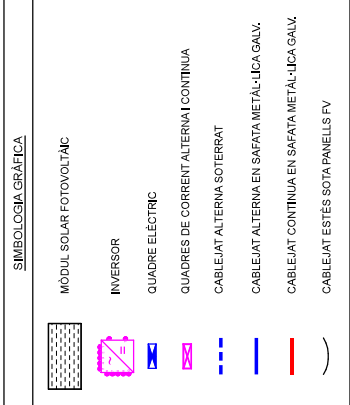 SIMBOLOGIA GRÀFICA
MÒDUL SOLAR FOTOVOLTÀIC
INVERSOR
QUADRE ELÈCTRIC
QUADRES DE CORRENT ALTERNA I CONTINUA
CABLEJAT ALTERNA SOTERRAT
CABLEJAT ALTERNA EN SAFATA METÀL·LICA GALV.
CABLEJAT CONTINUA EN SAFATA METÀL·LICA GALV.
CABLEJAT ESTÈS SOTA PANELLS FV